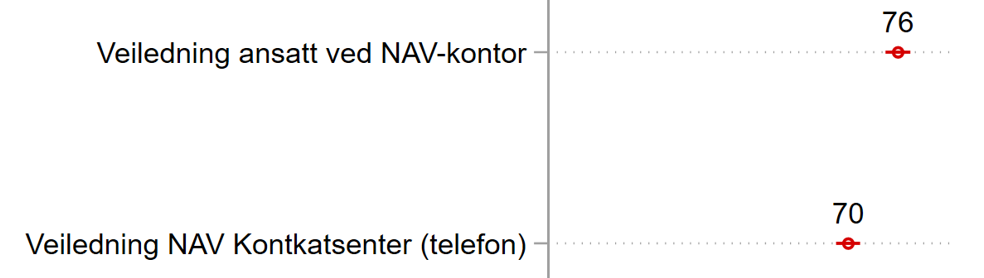 76
Veiledning ansatt ved NAV-kontor
70
Veiledning NAV Kontkatsenter (telefon)